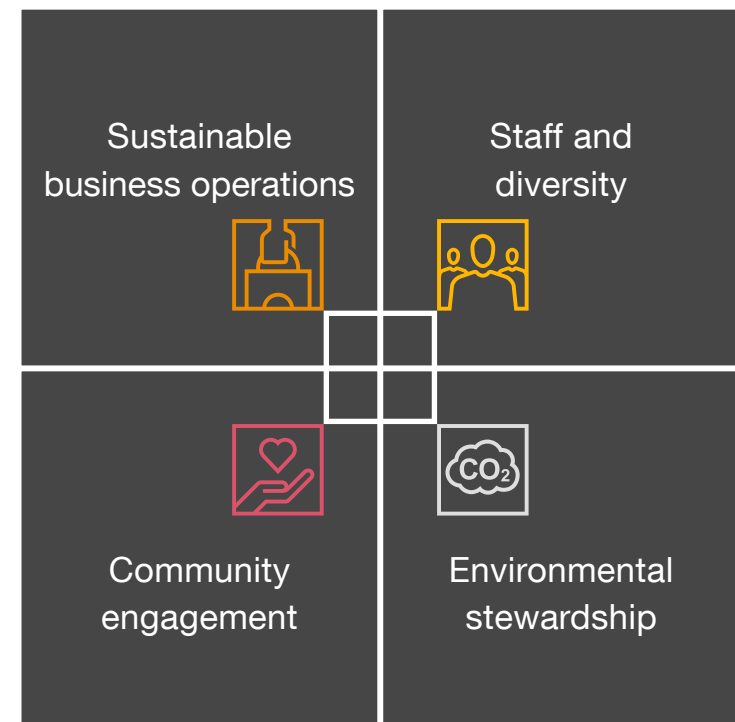 Sustainable
business operations
Staff and
diversity
CO₂
Community
engagement
Environmental
stewardship